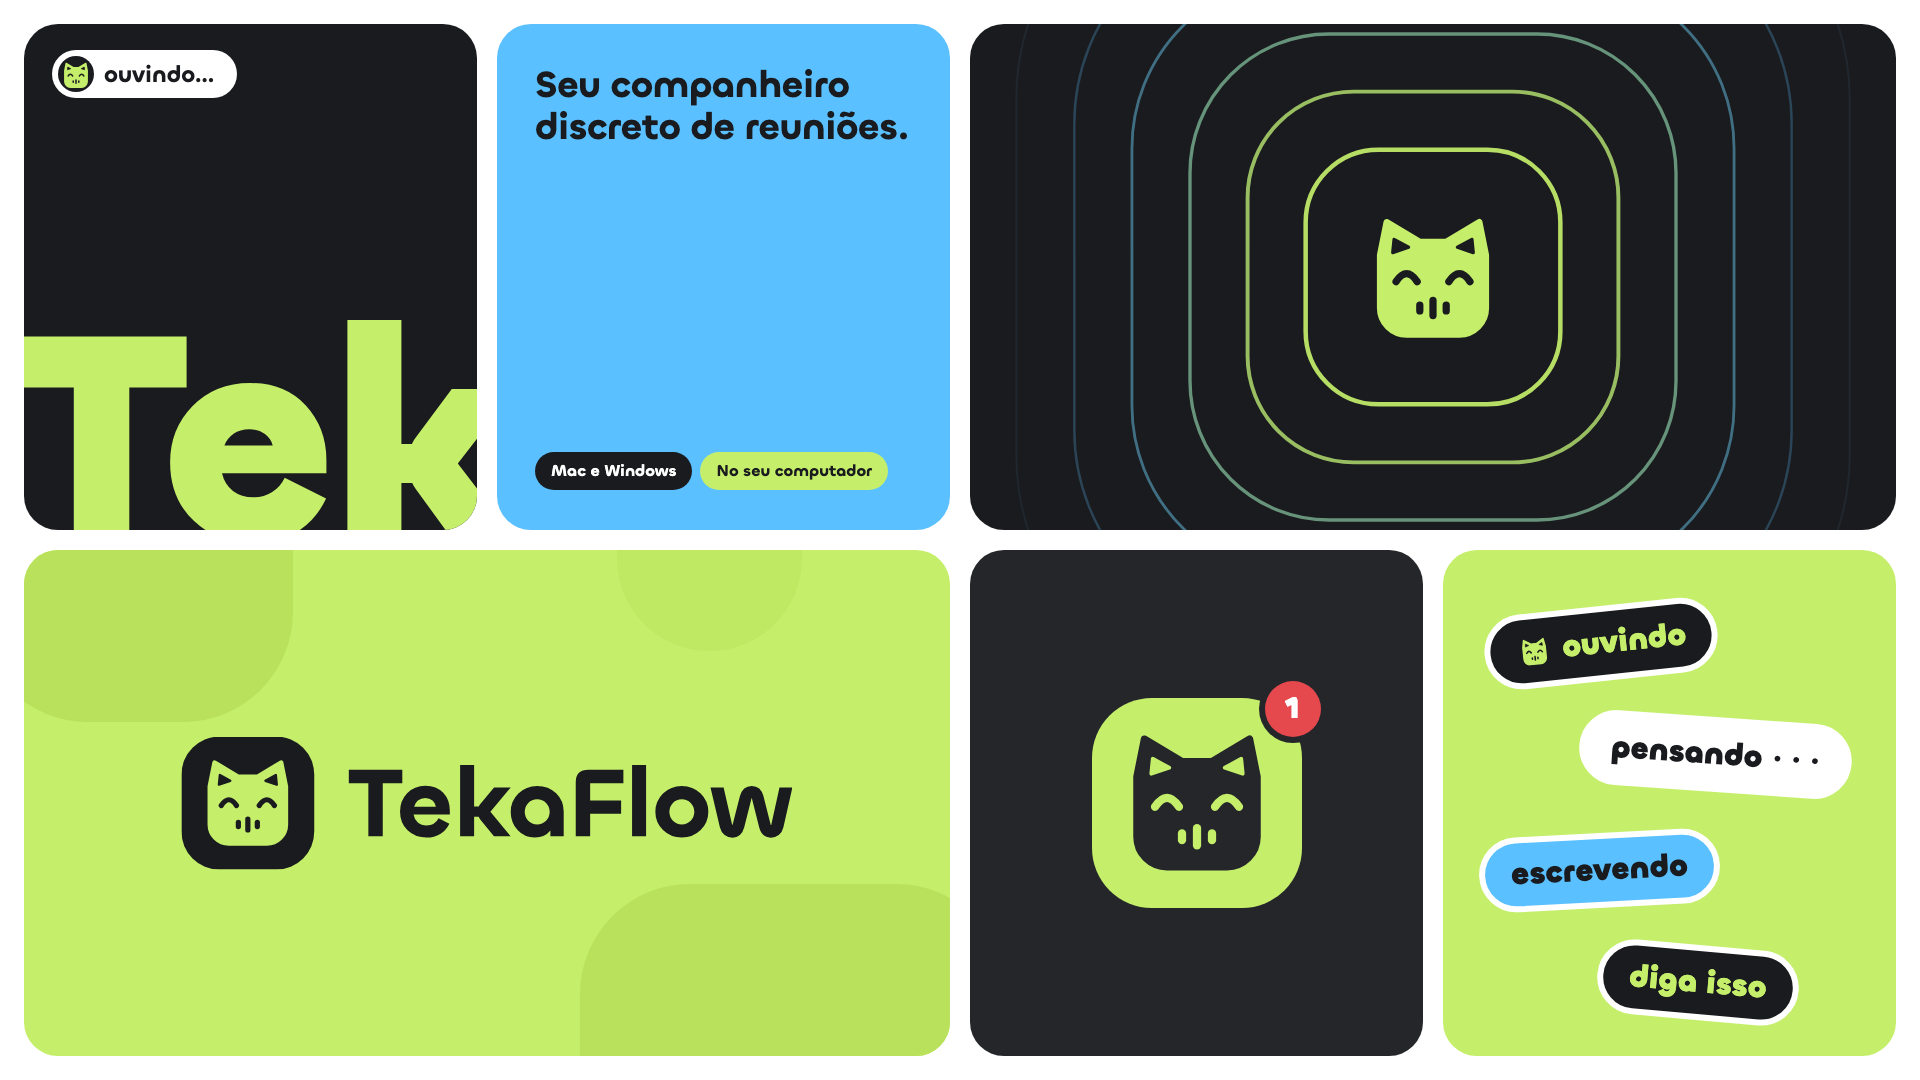 ouvindo...
Tek
Seu companheiro
discreto de reuniões.
Mac e Windows
No seu computador
TekaFlow
1
ouvindo
pensando · · ·
escrevendo
diga isso